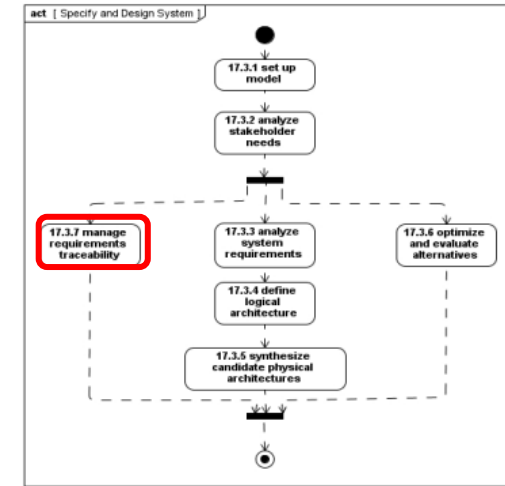 act [ Specify and Design System ]
17.3.1 set up
model
17.3.2 analyze
stakeholder
needs
17.3.7 manage
requirements
traceability
17.3.3 analyze
system
requirements
17.3.6 optimize
and evaluate
alternatives
17.3.4 define
logical
architecture
17.3.5 synthesize
candidate physical
architectures